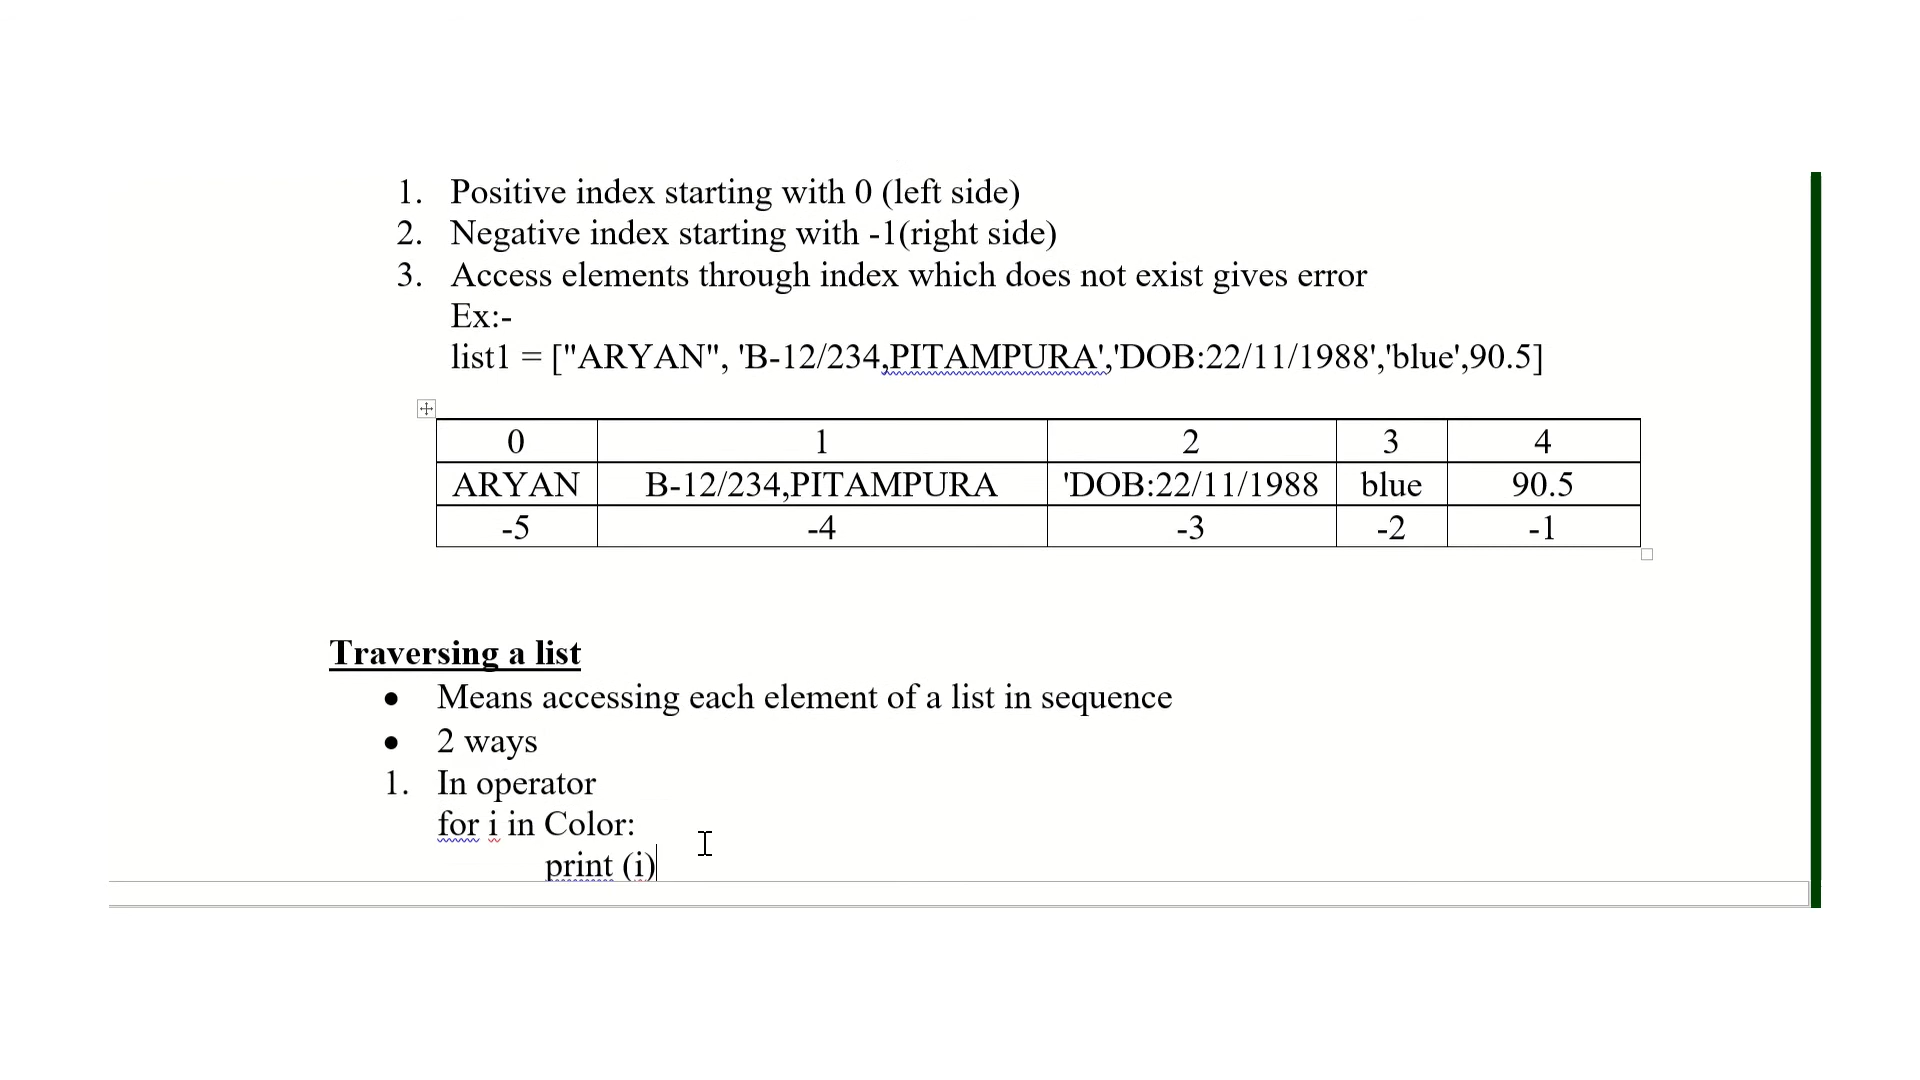 1. Positive index starting with 0 (left side)
2. Negative index starting with -1(right side)
3. Access elements through index which does not exist gives error
Ex:-
list1 = ["ARYAN", 'B-12/234,PITAMPURA','DOB:22/11/1988','blue',90.5]
0 1 2 3 4
ARYAN B-12/234,PITAMPURA 'DOB:22/11/1988 blue 90.5
-5 -4 -3 -2 -1
Traversing a list
• Means accessing each element of a list in sequence
• 2 ways
1. In operator
for i in Color:
print (i)